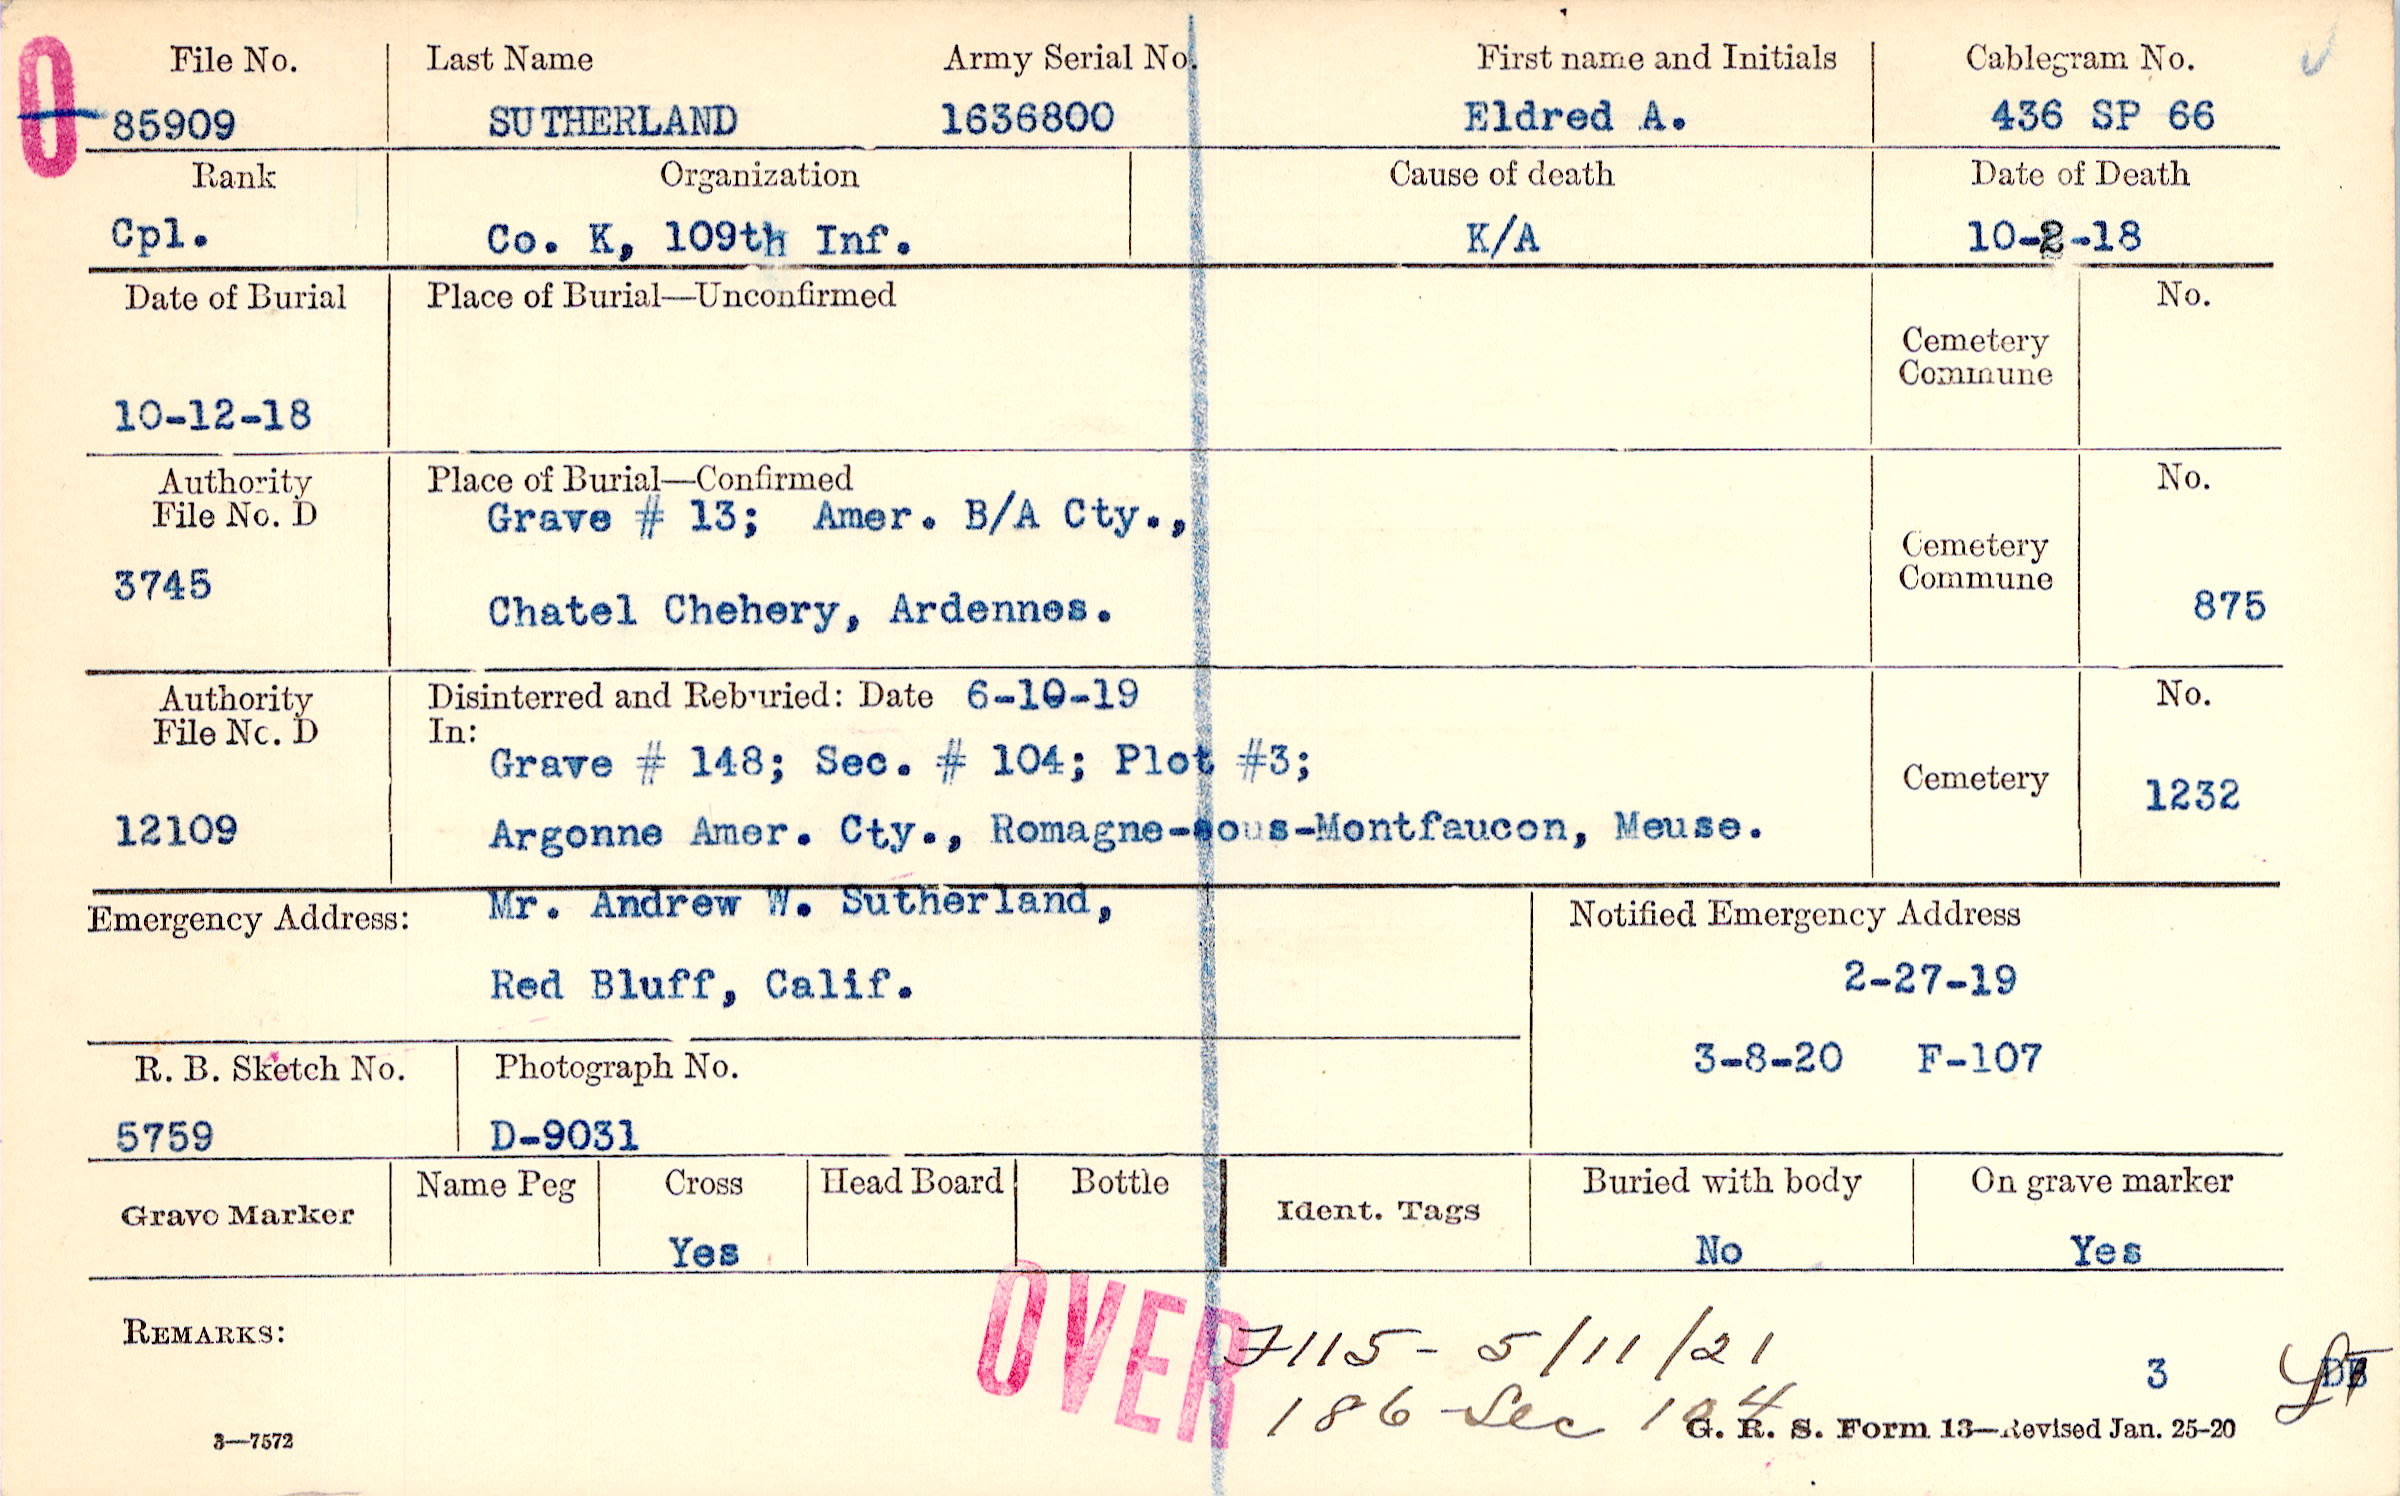 O
File No. Last Name Army Serial No. First name and Initials Cablegram No.
85909 SUTHERLAND 1636800 Eldred A. 436 SP 66
Rank Organization Cause of death Date of Death
Cpl. Co. K, 109th Inf. K/A 10-2-18
Date of Burial Place of Burial—Unconfirmed No.
Cemetery
Commune
10-12-18
Authority Place of Burial—Confirmed No.
File No. D Grave # 13; Amer. B/A Cty.,
Cemetery
3745 Commune
Chatel Chehery, Ardennes. 875
Authority Disinterred and Reburied: Date 6-10-19 No.
File No. D In:
Grave # 148; Sec. # 104; Plot #3;
Cemetery 1232
12109 Argonne Amer. Cty., Romagne-sous-Montfaucon, Meuse.
Emergency Address: Mr. Andrew W. Sutherland, Notified Emergency Address
Red Bluff, Calif. 2-27-19
R. B. Sketch No. Photograph No. 3-8-20 F-107
5759 D-9031
Name Peg Cross Head Board Bottle Buried with body On grave marker
Grave Marker Ident. Tags
Yes No Yes
OVER
REMARKS: F115- 5/11/21
3
186-Sec 104
3—7572 G. R. S. Form 13—Revised Jan. 25-20